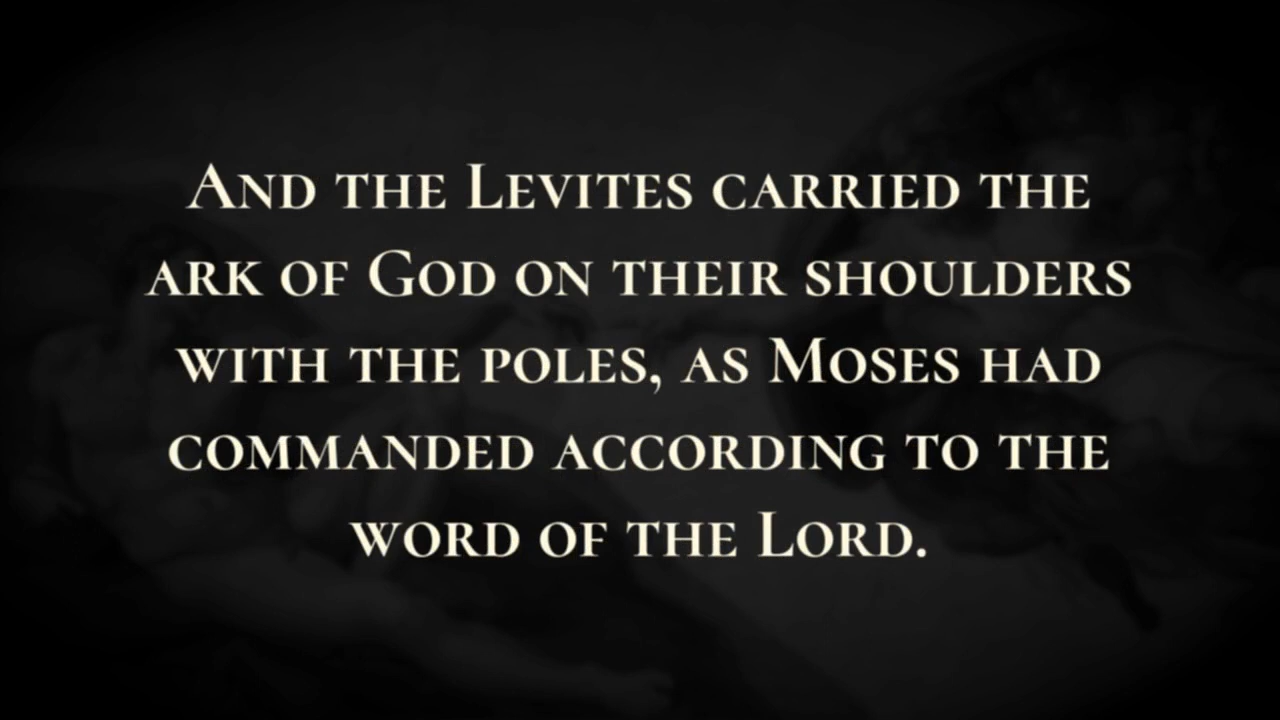 And the Levites carried the
ark of God on their shoulders
with the poles, as Moses had
commanded according to the
word of the Lord.